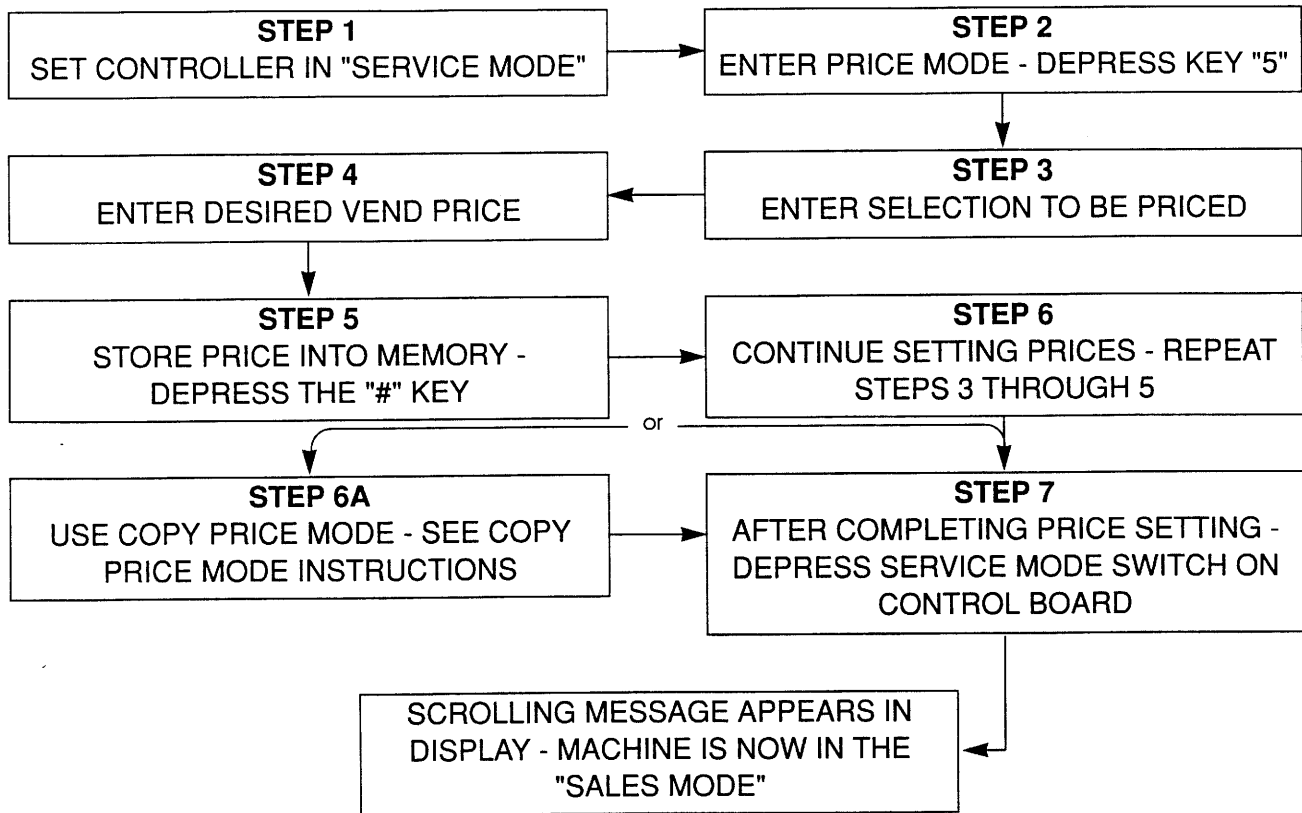 STEP 1
SET CONTROLLER IN "SERVICE MODE"
STEP 2
ENTER PRICE MODE - DEPRESS KEY "5"
STEP 3
ENTER SELECTION TO BE PRICED
STEP 4
ENTER DESIRED VEND PRICE
STEP 5
STORE PRICE INTO MEMORY -
DEPRESS THE "#" KEY
STEP 6
CONTINUE SETTING PRICES - REPEAT
STEPS 3 THROUGH 5
or
STEP 6A
USE COPY PRICE MODE - SEE COPY
PRICE MODE INSTRUCTIONS
STEP 7
AFTER COMPLETING PRICE SETTING -
DEPRESS SERVICE MODE SWITCH ON
CONTROL BOARD
SCROLLING MESSAGE APPEARS IN
DISPLAY - MACHINE IS NOW IN THE
"SALES MODE"